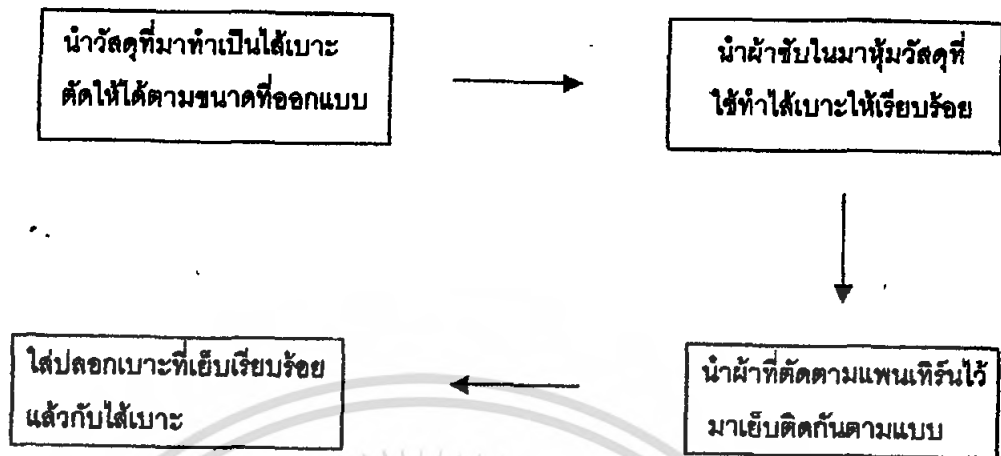 นำวัสดุที่มาทำเป็นไส้เบาะ
ตัดให้ได้ตามขนาดที่ออกแบบ
นำผ้าซับในมาหุ้มวัสดุที่
ใช้ทำไส้เบาะให้เรียบร้อย
นำผ้าที่ตัดตามแพนเทิร์นไว้
มาเย็บติดกันตามแบบ
ใส่ปลอกเบาะที่เย็บเรียบร้อย
แล้วกับไส้เบาะ